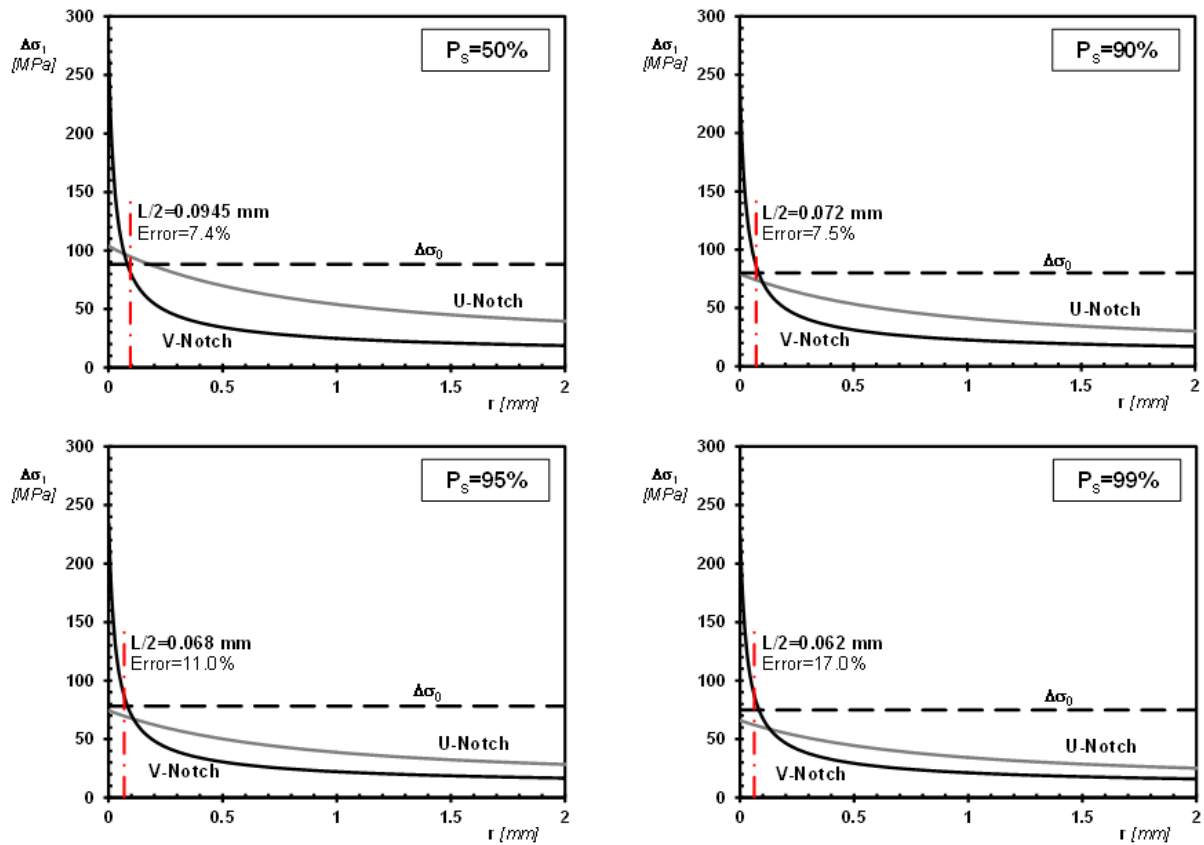 300
250
200
150
100
50
0
Δσ₁
[MPa]
P_S=50%
L/2=0.0945 mm
Error=7.4%
Δσ₀
U-Notch
V-Notch
0 0.5 1 1.5 2
r [mm]
300
250
200
150
100
50
0
Δσ₁
[MPa]
P_S=90%
L/2=0.072 mm
Error=7.5%
Δσ₀
U-Notch
V-Notch
0 0.5 1 1.5 2
r [mm]
300
250
200
150
100
50
0
Δσ₁
[MPa]
P_S=95%
L/2=0.068 mm
Error=11.0%
Δσ₀
U-Notch
V-Notch
0 0.5 1 1.5 2
r [mm]
300
250
200
150
100
50
0
Δσ₁
[MPa]
P_S=99%
L/2=0.062 mm
Error=17.0%
Δσ₀
U-Notch
V-Notch
0 0.5 1 1.5 2
r [mm]